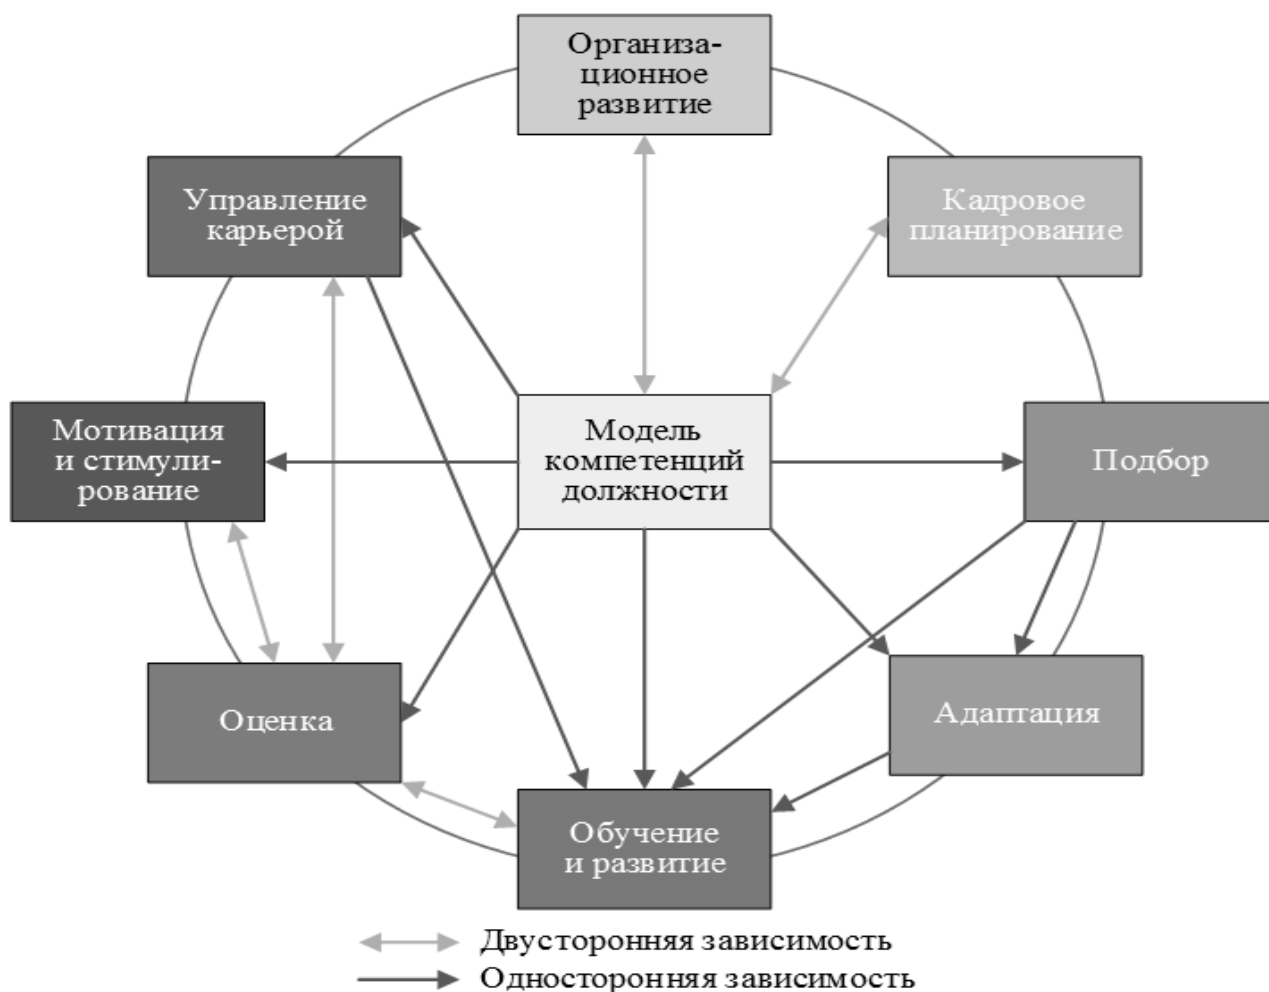 Организа-
ционное
развитие
Управление
карьерой
Кадровое
планирование
Мотивация
и стимули-
рование
Модель
компетенций
должности
Подбор
Оценка
Адаптация
Обучение
и развитие
Двусторонняя зависимость
Односторонняя зависимость